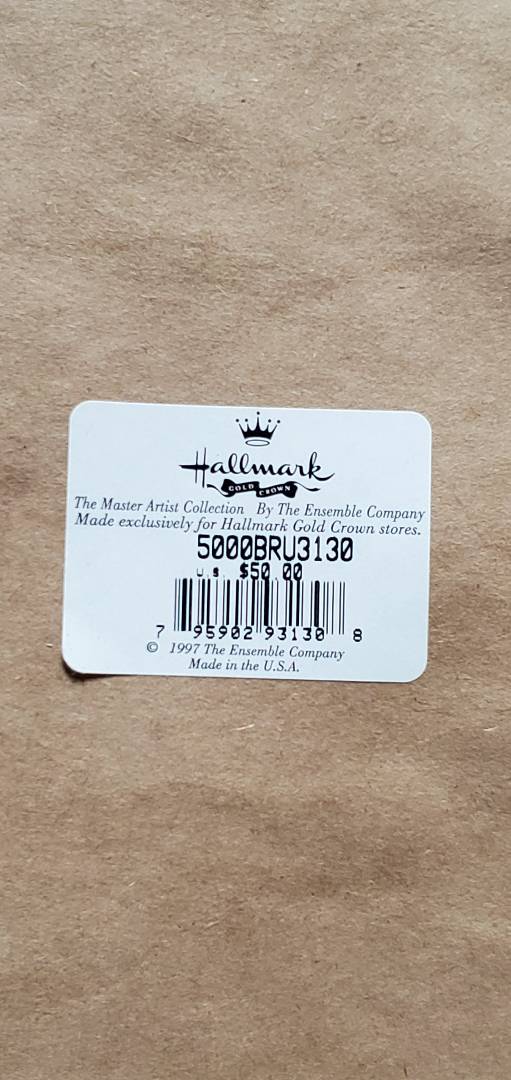 Hallmark
GOLD CROWN
The Master Artist Collection By The Ensemble Company
Made exclusively for Hallmark Gold Crown stores.
5000BRU3130
U.S. $50.00
7 95902 93130 8
© 1997 The Ensemble Company
Made in the U.S.A.